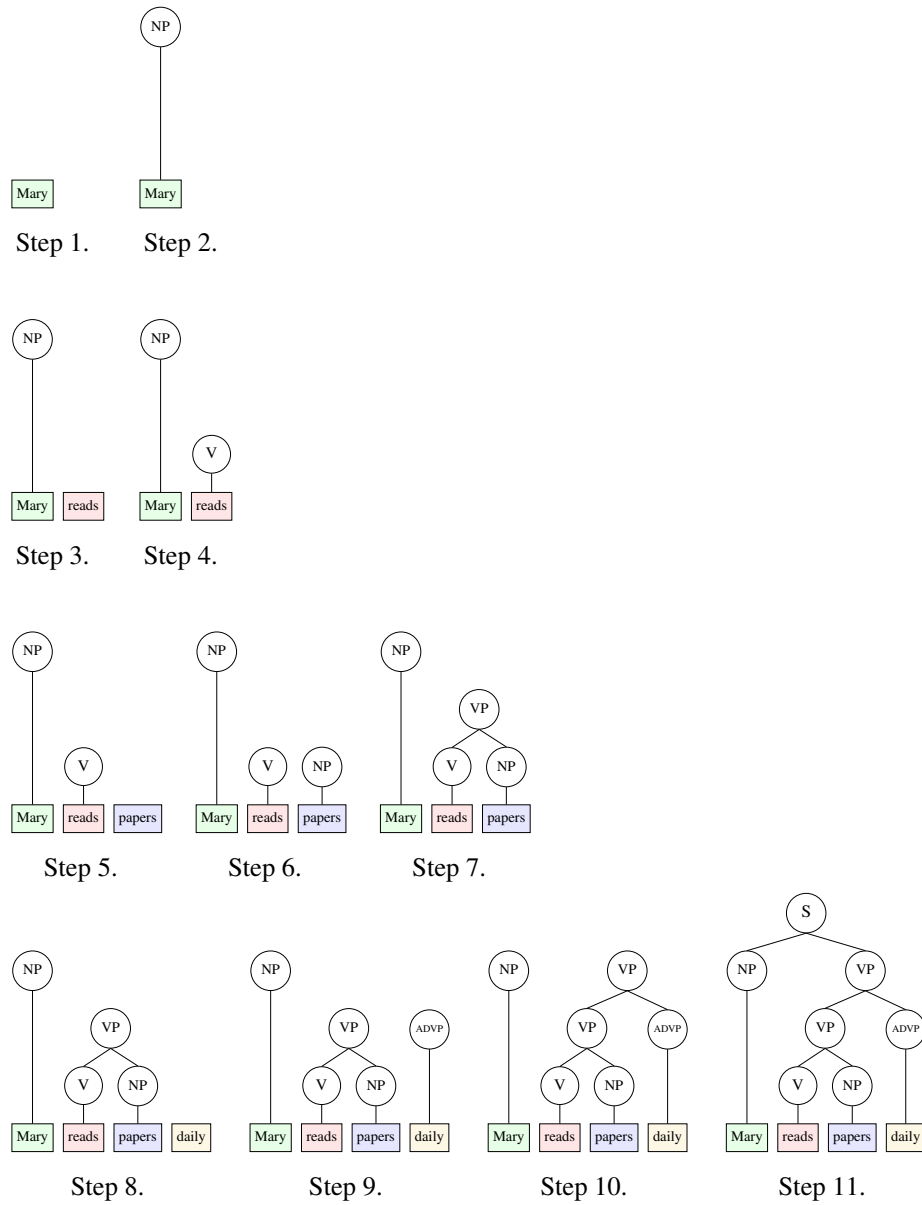 NP
Mary Mary
Step 1. Step 2.
NP NP
V
Mary reads Mary reads
Step 3. Step 4.
NP NP NP
VP
V V NP V NP
Mary reads papers Mary reads papers Mary reads papers
Step 5. Step 6. Step 7.
S
NP NP NP VP NP VP
VP VP ADVP VP ADVP VP ADVP
V NP V NP V NP V NP
Mary reads papers daily Mary reads papers daily Mary reads papers daily Mary reads papers daily
Step 8. Step 9. Step 10. Step 11.